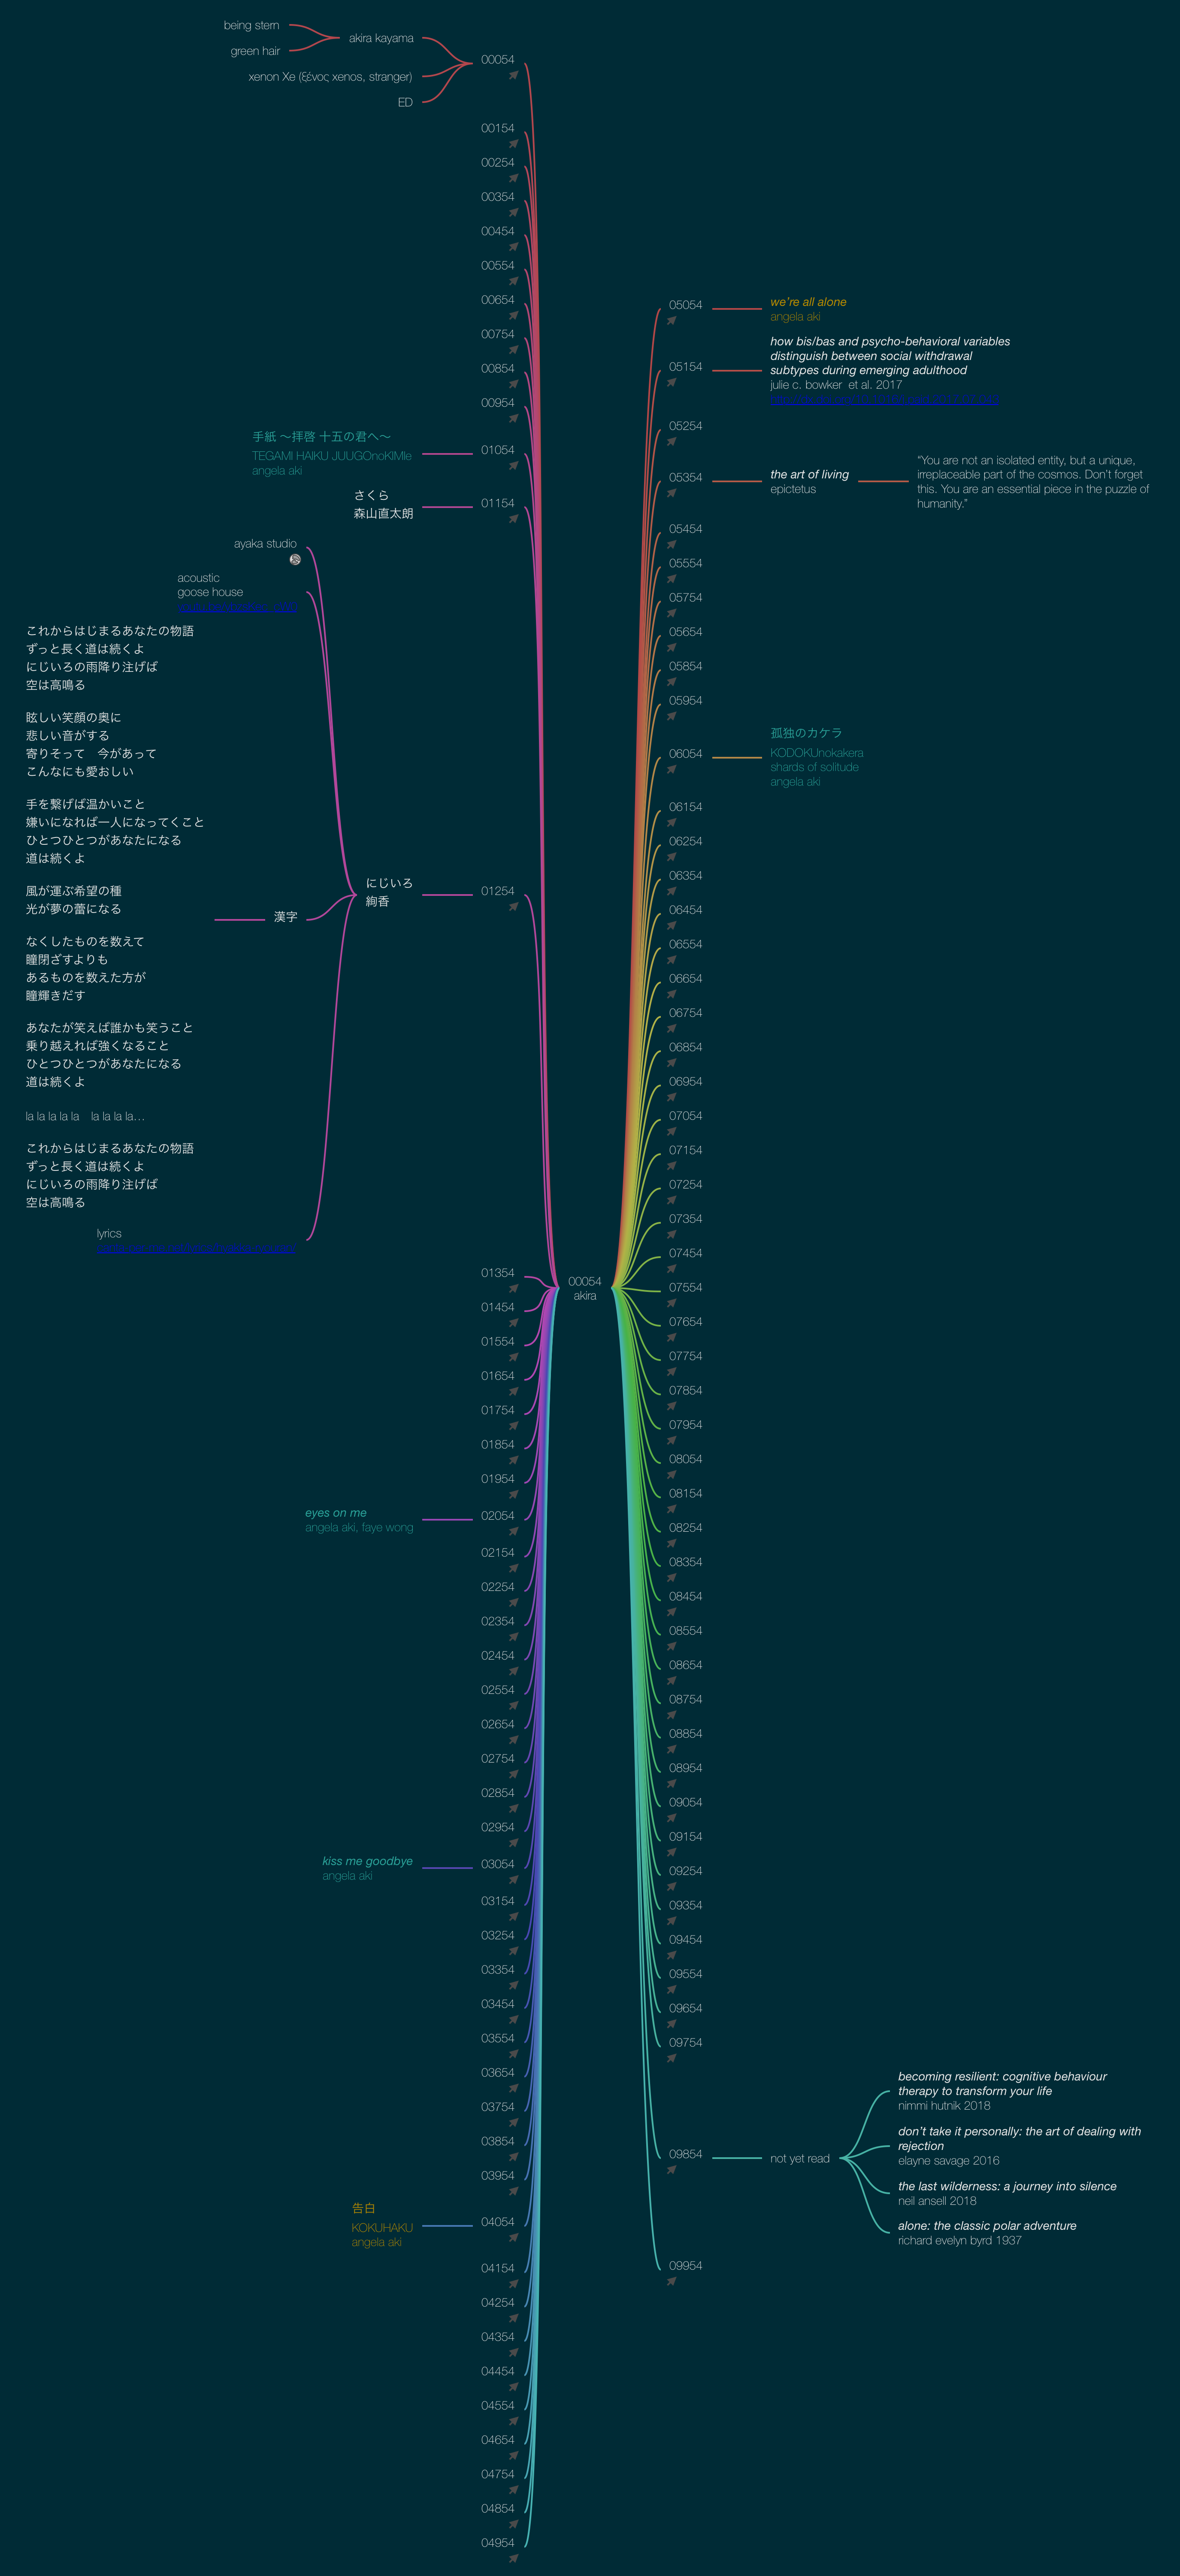 being stern
green hair
akira kayama
xenon Xe (ξένος xenos, stranger)
ED
00054
00154
00254
00354
00454
00554
00654
00754
00854
00954
手紙 〜拝啓 十五の君へ〜
TEGAMI HAIKU JUUGOnoKIMIe
angela aki
01054
さくら
森山直太朗
01154
ayaka studio
acoustic
goose house
これからはじまるあなたの物語
ずっと長く道は続くよ
にじいろの雨降り注げば
空は高鳴る
眩しい笑顔の奥に
悲しい音がする
寄りそって 今があって
こんなにも愛おしい
手を繋げば温かいこと
嫌いになれば一人になってくこと
ひとつひとつがあなたになる
道は続くよ
風が運ぶ希望の種
光が夢の蕾になる
なくしたものを数えて
瞳閉ざすよりも
あるものを数えた方が
瞳輝きだす
あなたが笑えば誰かも笑うこと
乗り越えれば強くなること
ひとつひとつがあなたになる
道は続くよ
la la la la la la la la la...
これからはじまるあなたの物語
ずっと長く道は続くよ
にじいろの雨降り注げば
空は高鳴る
漢字
lyrics
にじいろ
絢香
01254
01354
01454
01554
01654
01754
01854
01954
eyes on me
angela aki, faye wong
02054
02154
02254
02354
02454
02554
02654
02754
02854
02954
kiss me goodbye
angela aki
03054
03154
03254
03354
03454
03554
03654
03754
03854
03954
告白
KOKUHAKU
angela aki
04054
04154
04254
04354
04454
04554
04654
04754
04854
04954
00054
akira
05054
we're all alone
angela aki
05154
how bis/bas and psycho-behavioral variables
distinguish between social withdrawal
subtypes during emerging adulthood
julie c. bowker et al. 2017
05254
05354
the art of living
epictetus
"You are not an isolated entity, but a unique,
irreplaceable part of the cosmos. Don't forget
this. You are an essential piece in the puzzle of
humanity."
05454
05554
05754
05654
05854
05954
06054
孤独のカケラ
KODOKUnokakera
shards of solitude
angela aki
06154
06254
06354
06454
06554
06654
06754
06854
06954
07054
07154
07254
07354
07454
07554
07654
07754
07854
07954
08054
08154
08254
08354
08454
08554
08654
08754
08854
08954
09054
09154
09254
09354
09454
09554
09654
09754
09854
not yet read
becoming resilient: cognitive behaviour
therapy to transform your life
nimmi hutnik 2018
don't take it personally: the art of dealing with
rejection
elayne savage 2016
the last wilderness: a journey into silence
neil ansell 2018
alone: the classic polar adventure
richard evelyn byrd 1937
09954